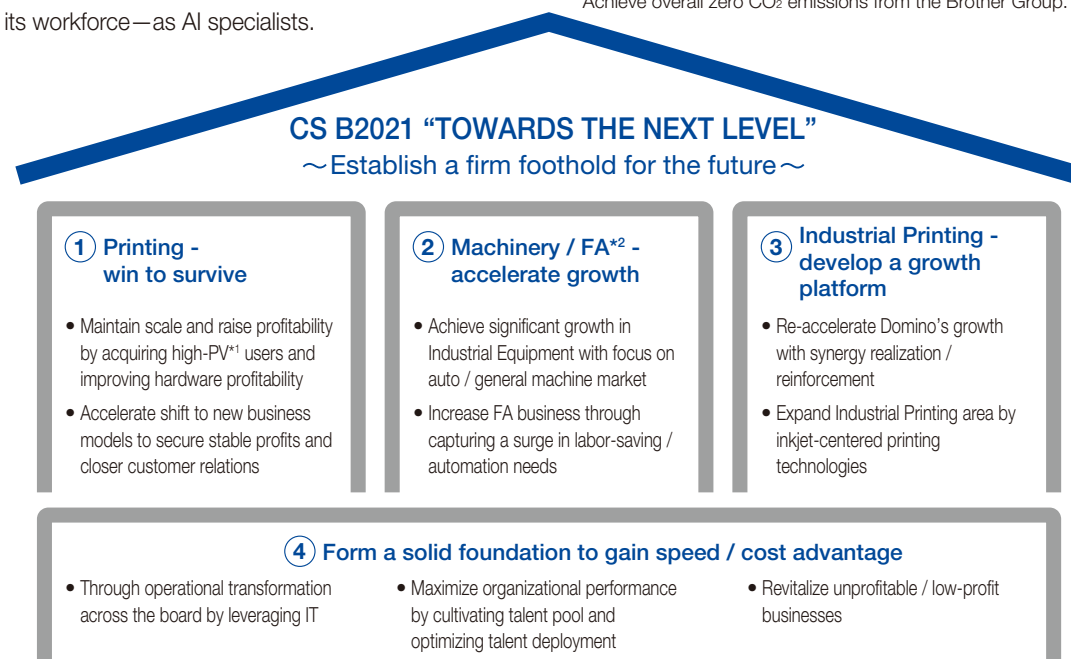 its workforce—as AI specialists.
Achieve overall zero CO₂ emissions from the Brother Group.
CS B2021 “TOWARDS THE NEXT LEVEL”
～Establish a firm foothold for the future～
① Printing -
win to survive
• Maintain scale and raise profitability
by acquiring high-PV*1 users and
improving hardware profitability
• Accelerate shift to new business
models to secure stable profits and
closer customer relations
② Machinery / FA*2 -
accelerate growth
• Achieve significant growth in
Industrial Equipment with focus on
auto / general machine market
• Increase FA business through
capturing a surge in labor-saving /
automation needs
③ Industrial Printing -
develop a growth
platform
• Re-accelerate Domino’s growth
with synergy realization /
reinforcement
• Expand Industrial Printing area by
inkjet-centered printing
technologies
④ Form a solid foundation to gain speed / cost advantage
• Through operational transformation
across the board by leveraging IT
• Maximize organizational performance
by cultivating talent pool and
optimizing talent deployment
• Revitalize unprofitable / low-profit
businesses